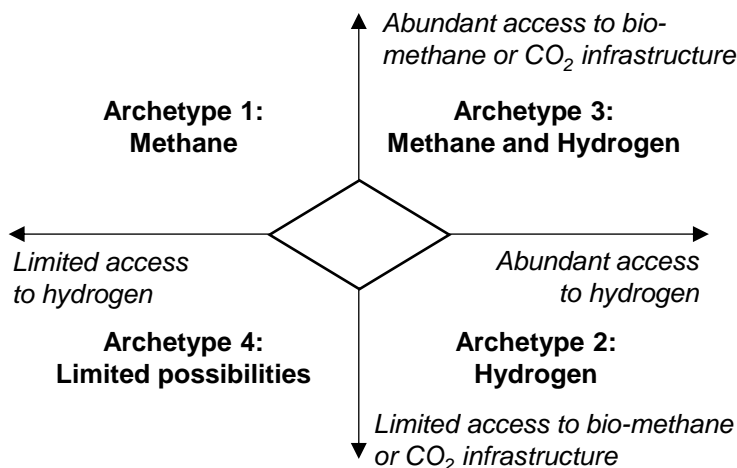 Abundant access to bio-
methane or CO₂ infrastructure
Archetype 1:
Methane
Archetype 3:
Methane and Hydrogen
Limited access
to hydrogen
Abundant access
to hydrogen
Archetype 4:
Limited possibilities
Archetype 2:
Hydrogen
Limited access to bio-methane
or CO₂ infrastructure